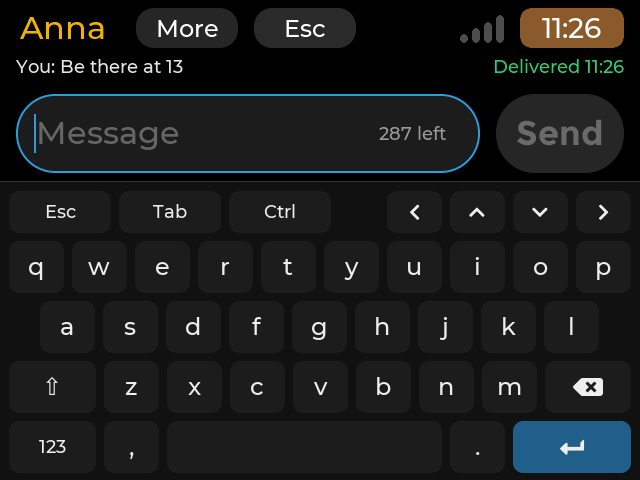 Anna More Esc 11:26
You: Be there at 13 Delivered 11:26
Message 287 left Send
Esc Tab Ctrl
q w e r t y u i o p
a s d f g h j k l
z x c v b n m
123 , .